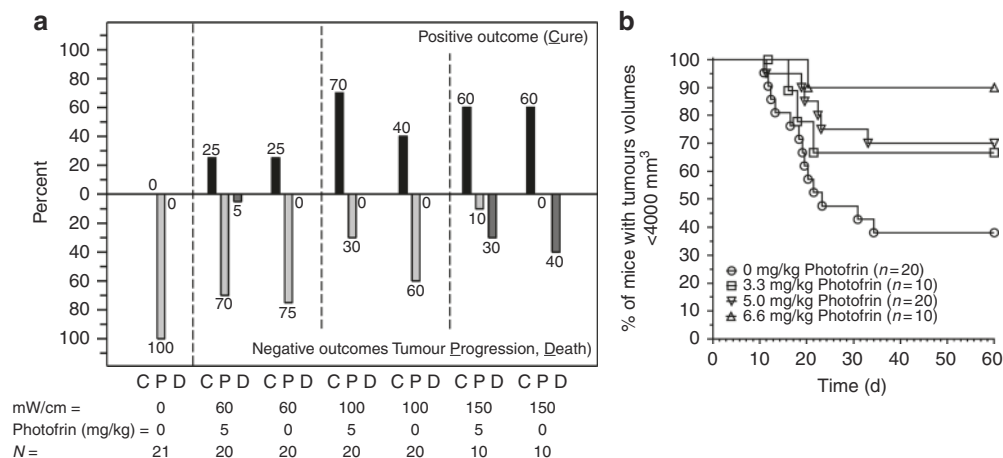 a
Positive outcome (Cure)
100
80
60
40
20
0
20
40
60
80
100
Percent
0
100
0
25
70
5
25
75
0
70
30
0
40
60
0
60
10
30
60
0
40
Negative outcomes Tumour Progression, Death)
C P D C P D C P D C P D C P D C P D C P D
mW/cm = 0 60 60 100 100 150 150
Photofrin (mg/kg) = 0 5 0 5 0 5 0
N = 21 20 20 20 20 10 10
b
% of mice with tumours volumes
<4000 mm³
100
90
80
70
60
50
40
30
20
10
0
0 mg/kg Photofrin (n=20)
3.3 mg/kg Photofrin (n=10)
5.0 mg/kg Photofrin (n=20)
6.6 mg/kg Photofrin (n=10)
0 10 20 30 40 50 60
Time (d)